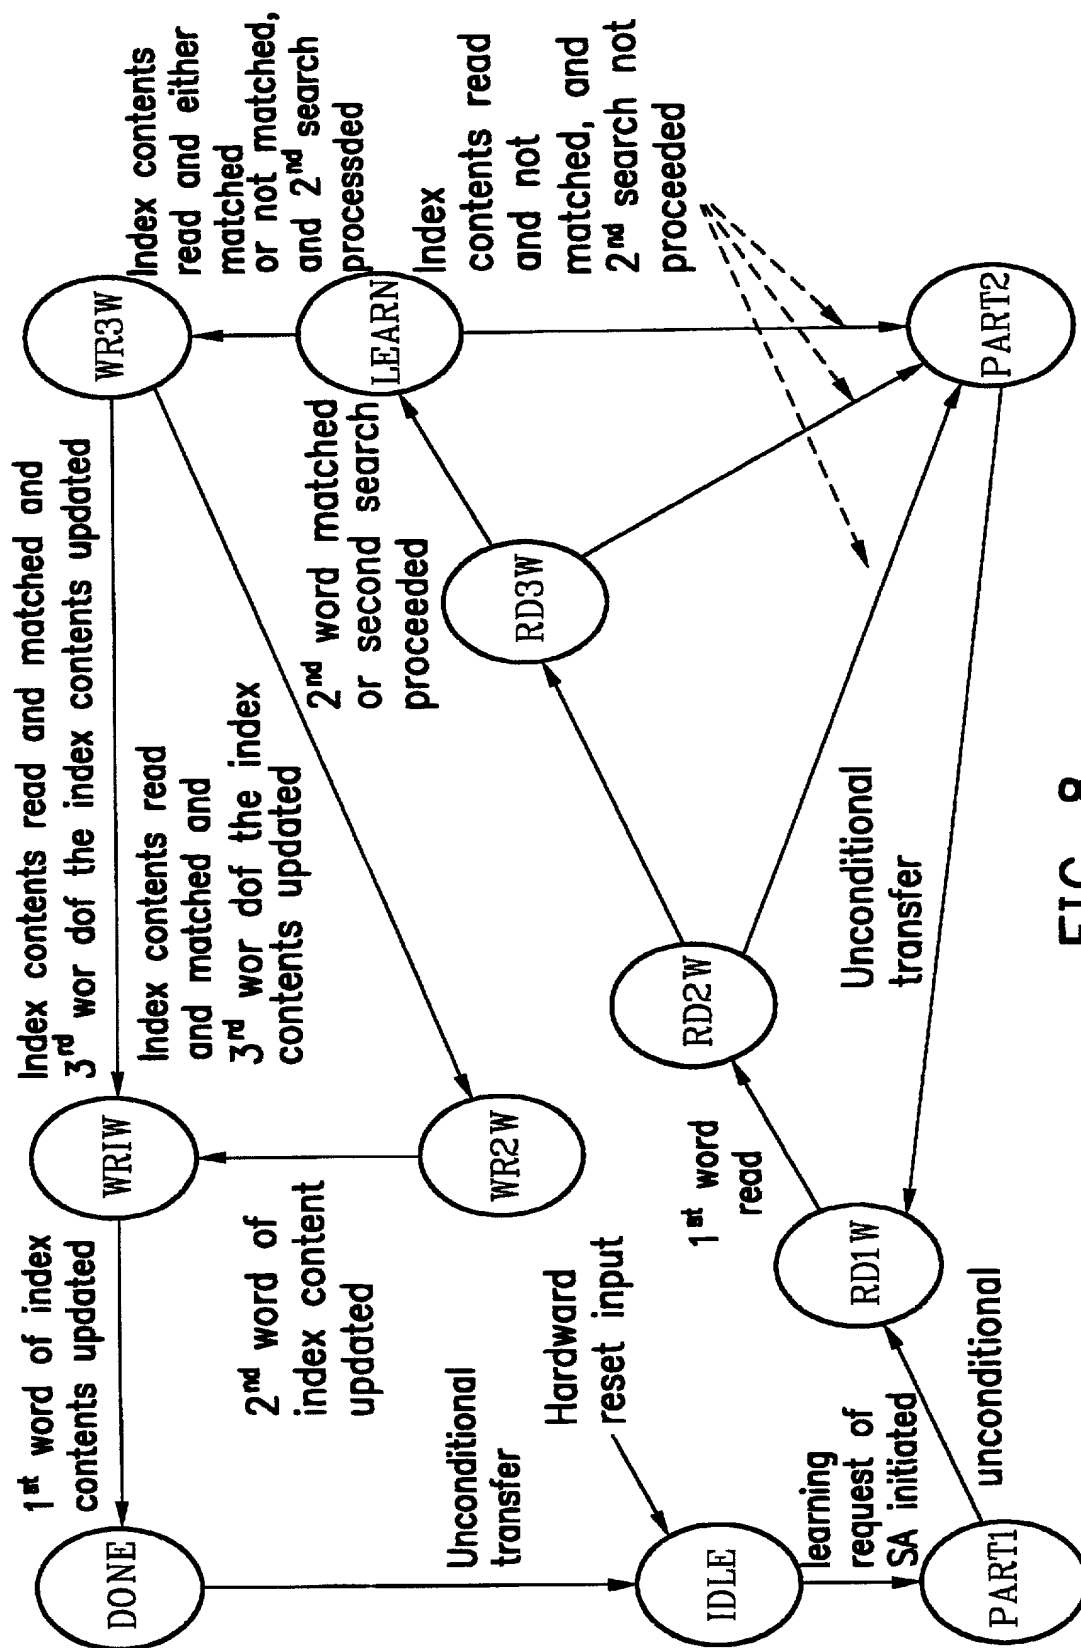 DONE
1st word of index
contents updated
WRIW
Index contents read and matched and
3rd wor dof the index contents updated
WR3W
Index contents
read and either
matched
or not matched,
and 2nd search
processded
Index contents read
and matched and
3rd wor dof the index
contents updated
2nd word of
index content
updated
WR2W
2nd word matched
or second search
proceeded
LEARN
Index
contents read
and not
matched, and
2nd search not
proceeded
Unconditional
transfer
Hardward
reset input
RD3W
IDLE
RD2W
1st word
read
learning
request of
SA initiated
RD1W
Unconditional
transfer
PART1
unconditional
PART2
FIG